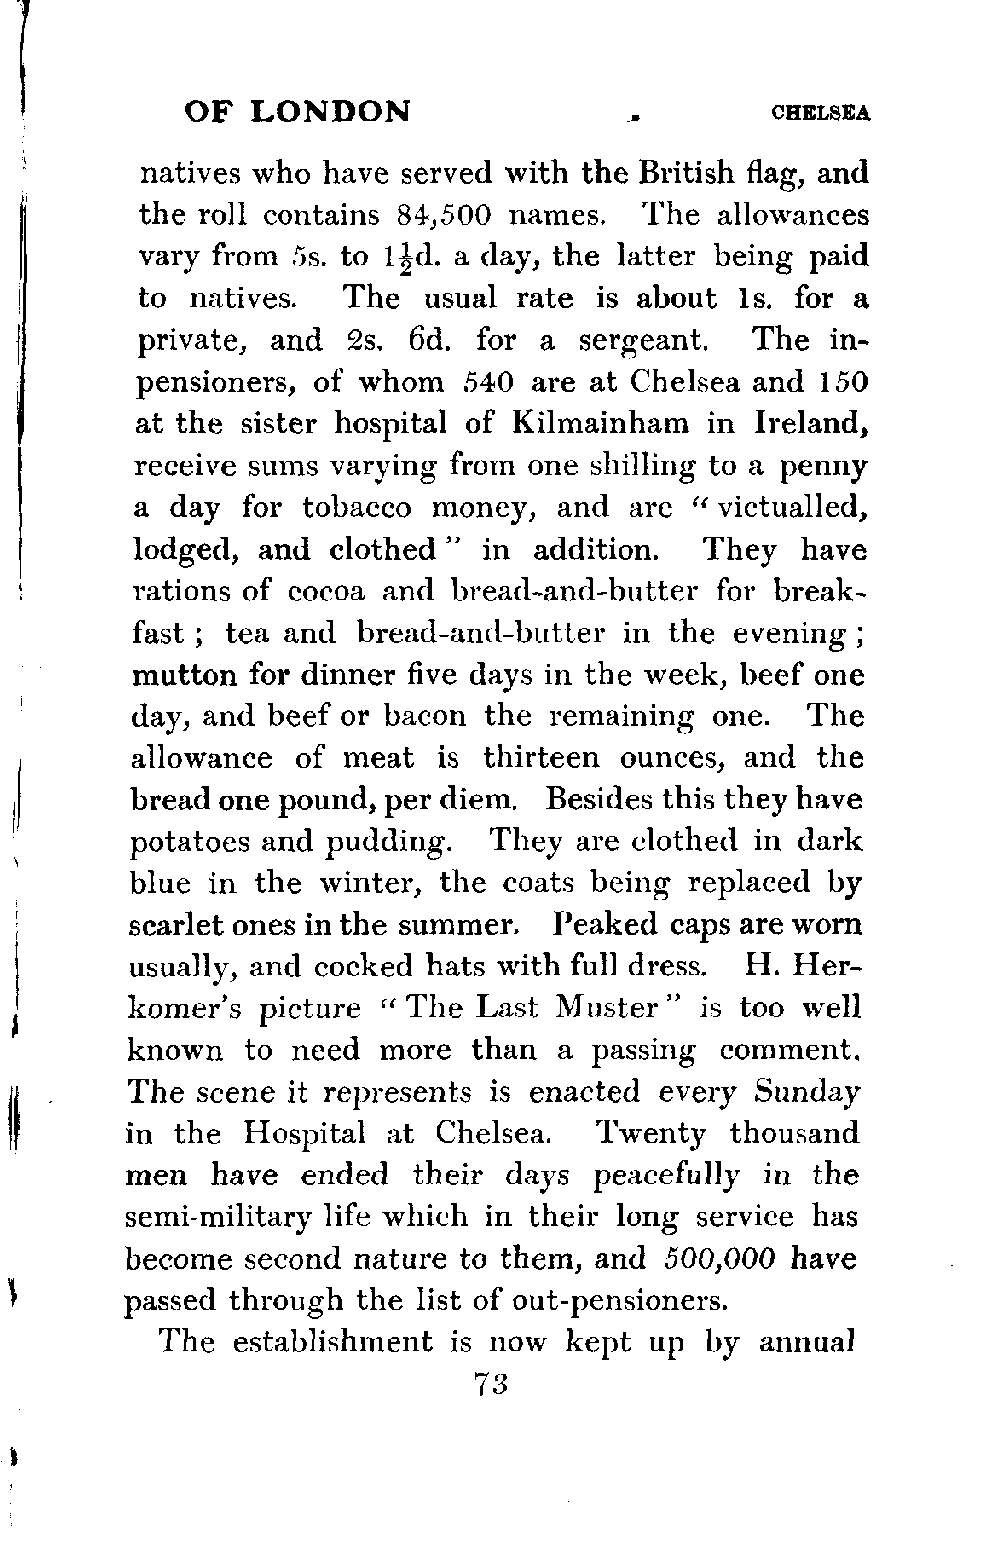 OF LONDON CHELSEA
natives who have served with the British flag, and
the roll contains 84,500 names. The allowances
vary from 5s. to 1½d. a day, the latter being paid
to natives. The usual rate is about 1s. for a
private, and 2s. 6d. for a sergeant. The in-
pensioners, of whom 540 are at Chelsea and 150
at the sister hospital of Kilmainham in Ireland,
receive sums varying from one shilling to a penny
a day for tobacco money, and are “victualled,
lodged, and clothed” in addition. They have
rations of cocoa and bread-and-butter for break-
fast; tea and bread-and-butter in the evening;
mutton for dinner five days in the week, beef one
day, and beef or bacon the remaining one. The
allowance of meat is thirteen ounces, and the
bread one pound, per diem. Besides this they have
potatoes and pudding. They are clothed in dark
blue in the winter, the coats being replaced by
scarlet ones in the summer. Peaked caps are worn
usually, and cocked hats with full dress. H. Her-
komer's picture “The Last Muster” is too well
known to need more than a passing comment.
The scene it represents is enacted every Sunday
in the Hospital at Chelsea. Twenty thousand
men have ended their days peacefully in the
semi-military life which in their long service has
become second nature to them, and 500,000 have
passed through the list of out-pensioners.
The establishment is now kept up by annual
73